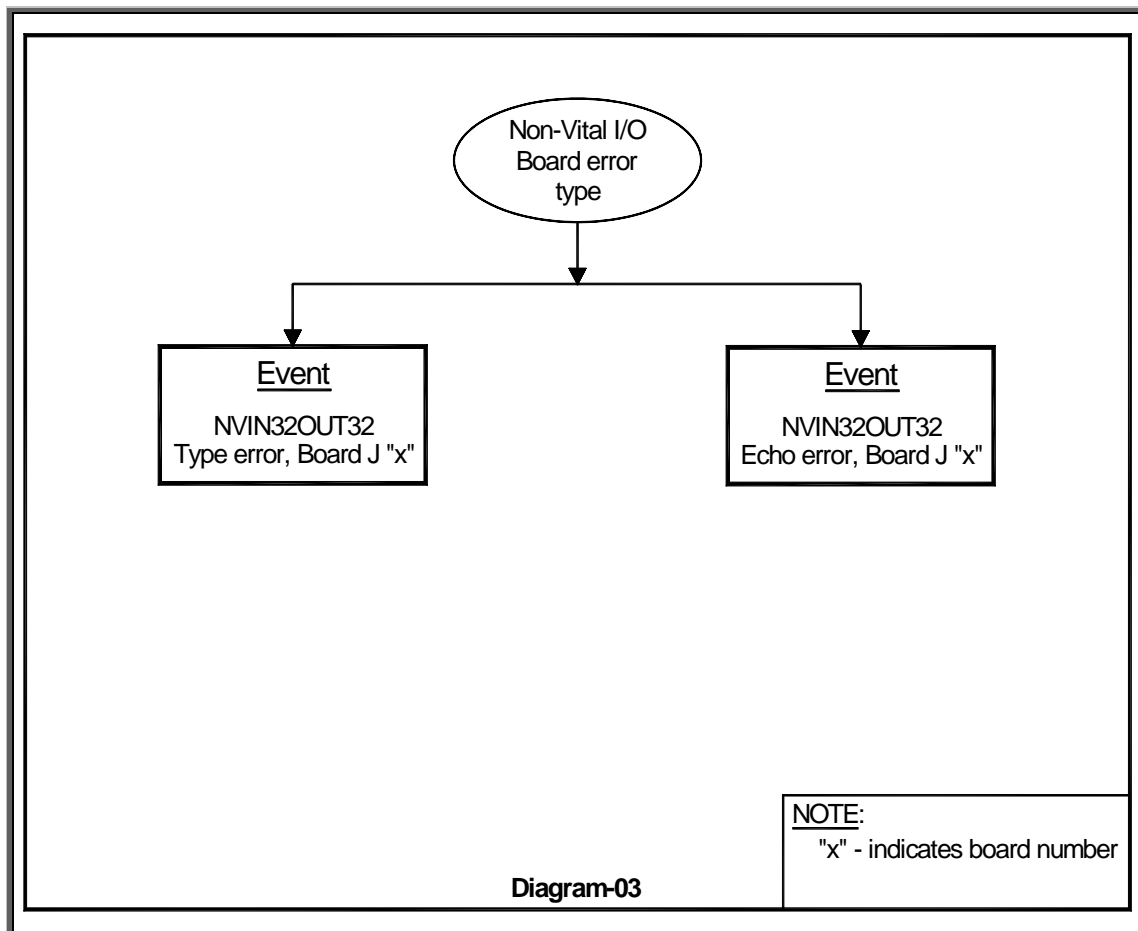 Non-Vital I/O
Board error
type
Event
NVIN32OUT32
Type error, Board J "x"
Event
NVIN32OUT32
Echo error, Board J "x"
NOTE:
"x" - indicates board number
Diagram-03